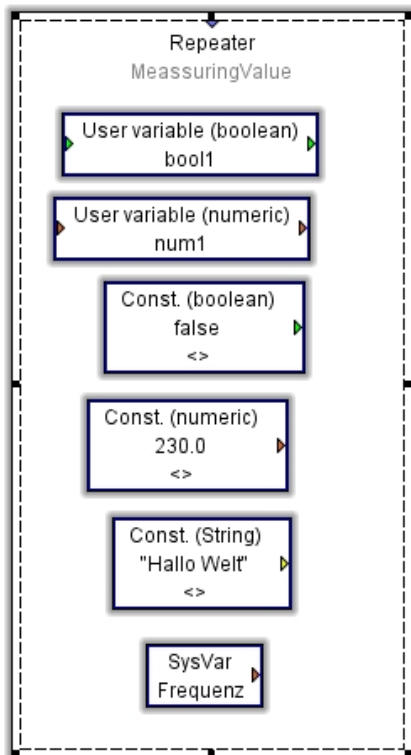 Repeater
MeassuringValue
User variable (boolean)
bool1
User variable (numeric)
num1
Const. (boolean)
false
<>
Const. (numeric)
230.0
<>
Const. (String)
"Hallo Welt"
<>
SysVar
Frequenz